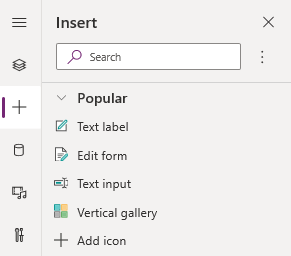 Insert
Search
Popular
Text label
Edit form
Text input
Vertical gallery
Add icon